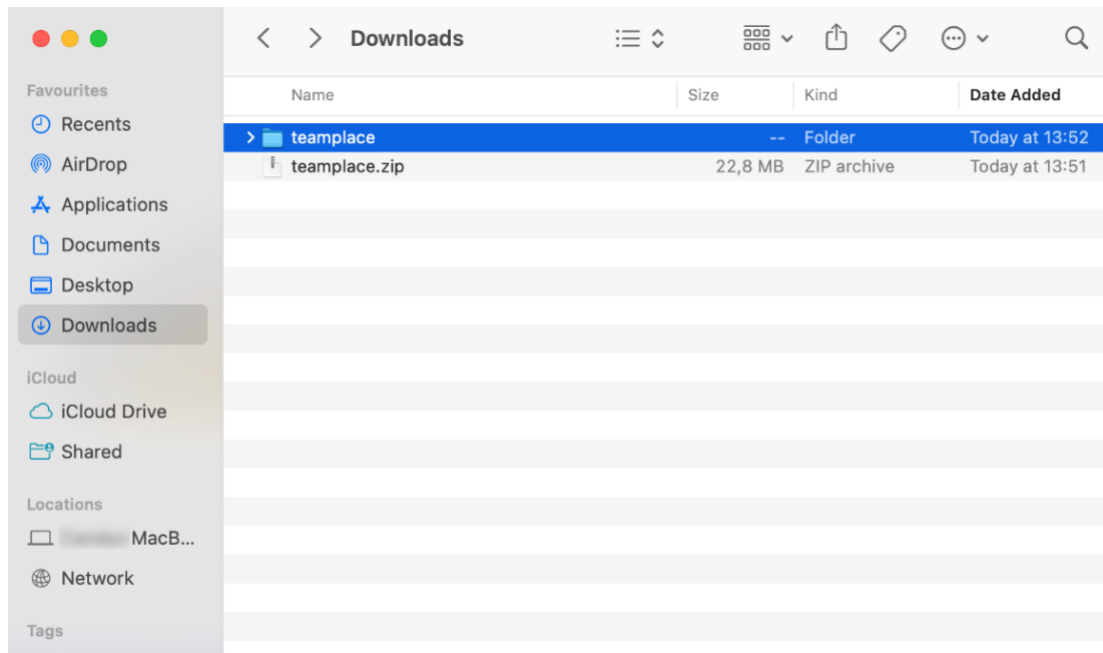 Downloads
Favourites
Recents
AirDrop
Applications
Documents
Desktop
Downloads
iCloud
iCloud Drive
Shared
Locations
MacB...
Network
Tags
Name Size Kind Date Added
teamplace -- Folder Today at 13:52
teamplace.zip 22,8 MB ZIP archive Today at 13:51